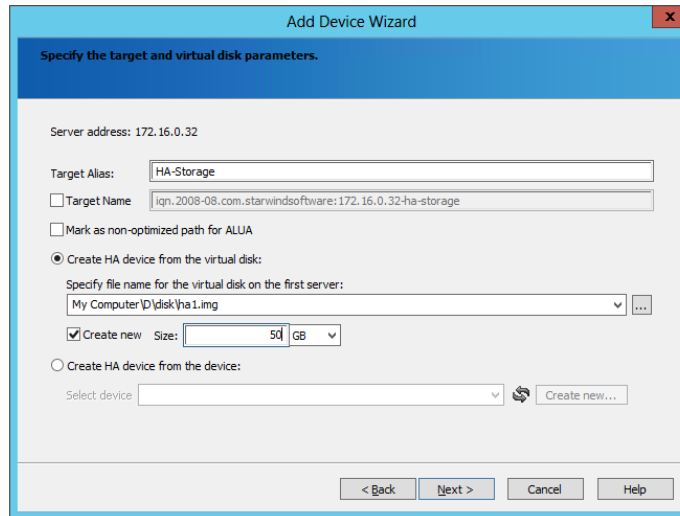 Add Device Wizard
x
Specify the target and virtual disk parameters.
Server address: 172.16.0.32
Target Alias: HA-Storage
Target Name iqn.2008-08.com.starwindsoftware:172.16.0.32-ha-storage
Mark as non-optimized path for ALUA
Create HA device from the virtual disk:
Specify file name for the virtual disk on the first server:
My Computer\D\disk\ha1.img ...
Create new Size: 50 GB
Create HA device from the device:
Select device Create new...
< Back Next > Cancel Help